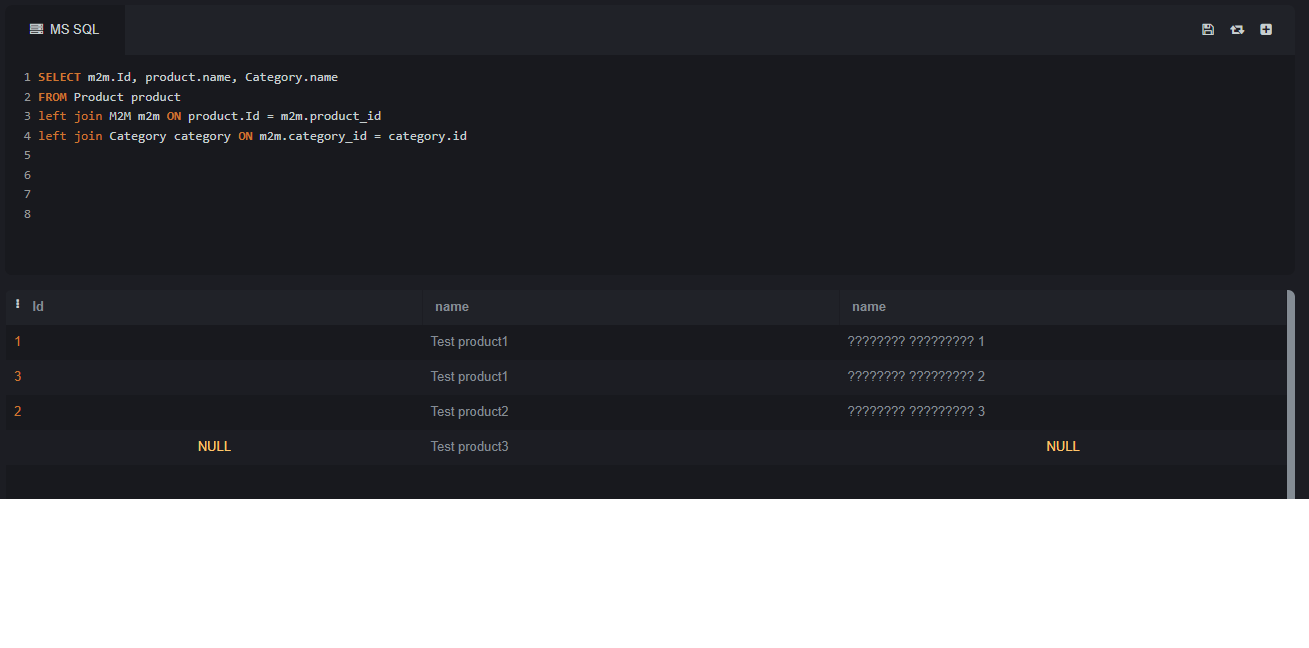 MS SQL
1 SELECT m2m.Id, product.name, Category.name
2 FROM Product product
3 left join M2M m2m ON product.Id = m2m.product_id
4 left join Category category ON m2m.category_id = category.id
5
6
7
8
Id name name
1 Test product1 ???????? ????????? 1
3 Test product1 ???????? ????????? 2
2 Test product2 ???????? ????????? 3
NULL Test product3 NULL